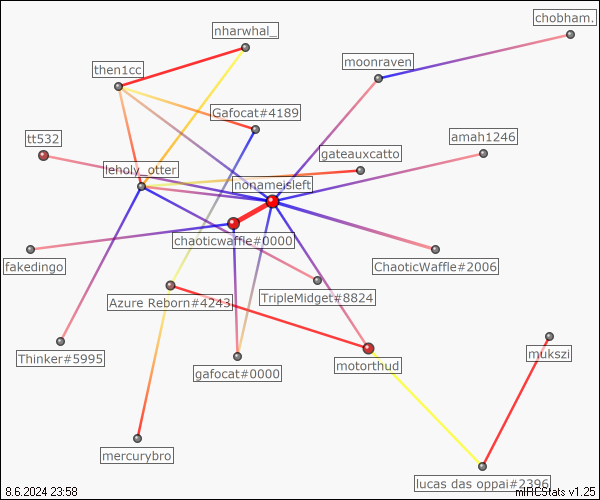 chobham.
nharwhal_
moonraven
then1cc
Gafocat#4189
tt532
amah1246
gateauxcatto
leholy_otter
nonameisleft
chaoticwaffle#0000
fakedingo
ChaoticWaffle#2006
TripleMidget#8824
Azure Reborn#4243
Thinker#5995
mukszi
motorthud
gafocat#0000
mercurybro
lucas das oppai#2396
8.6.2024 23:58
mIRCStats v1.25